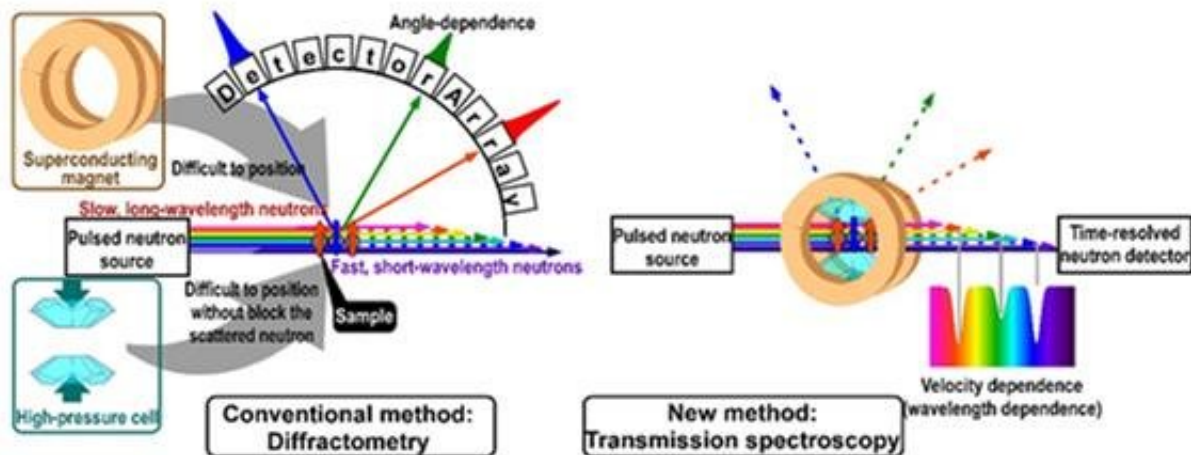 Angle-dependence
Detector Array
Superconducting
magnet
Difficult to position
Slow, long-wavelength neutrons
Pulsed neutron
source
Fast, short-wavelength neutrons
Difficult to position
without block the
scattered neutron
Sample
High-pressure cell
Conventional method:
Diffractometry
Pulsed neutron
source
Time-resolved
neutron detector
Velocity dependence
(wavelength dependence)
New method:
Transmission spectroscopy